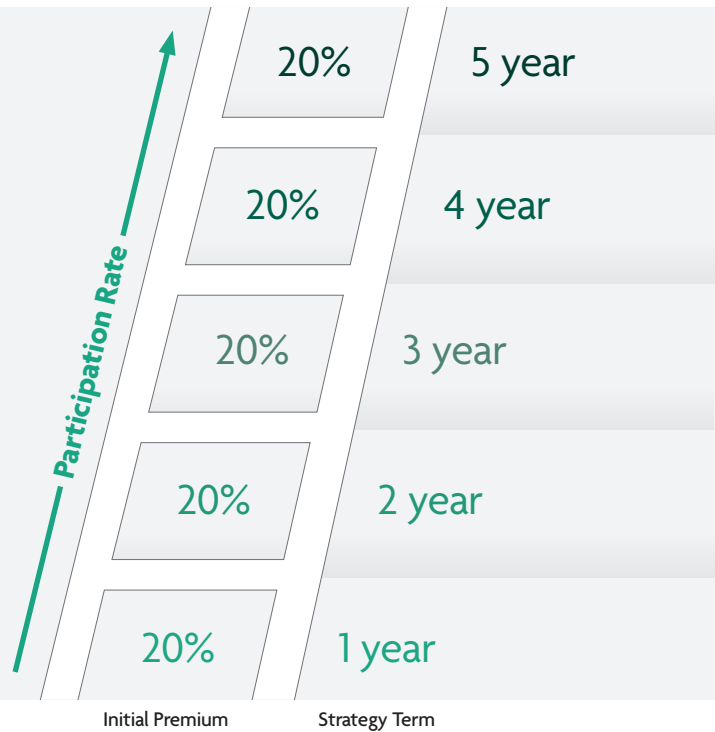 20% 5 year
20% 4 year
20% 3 year
20% 2 year
20% 1 year
Participation Rate
Initial Premium Strategy Term